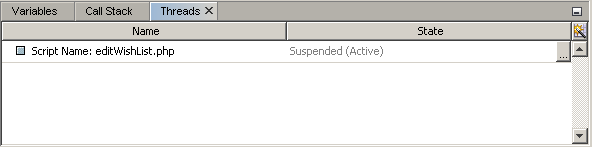 Variables Call Stack Threads
Name State
Script Name: editWishList.php Suspended (Active) ...